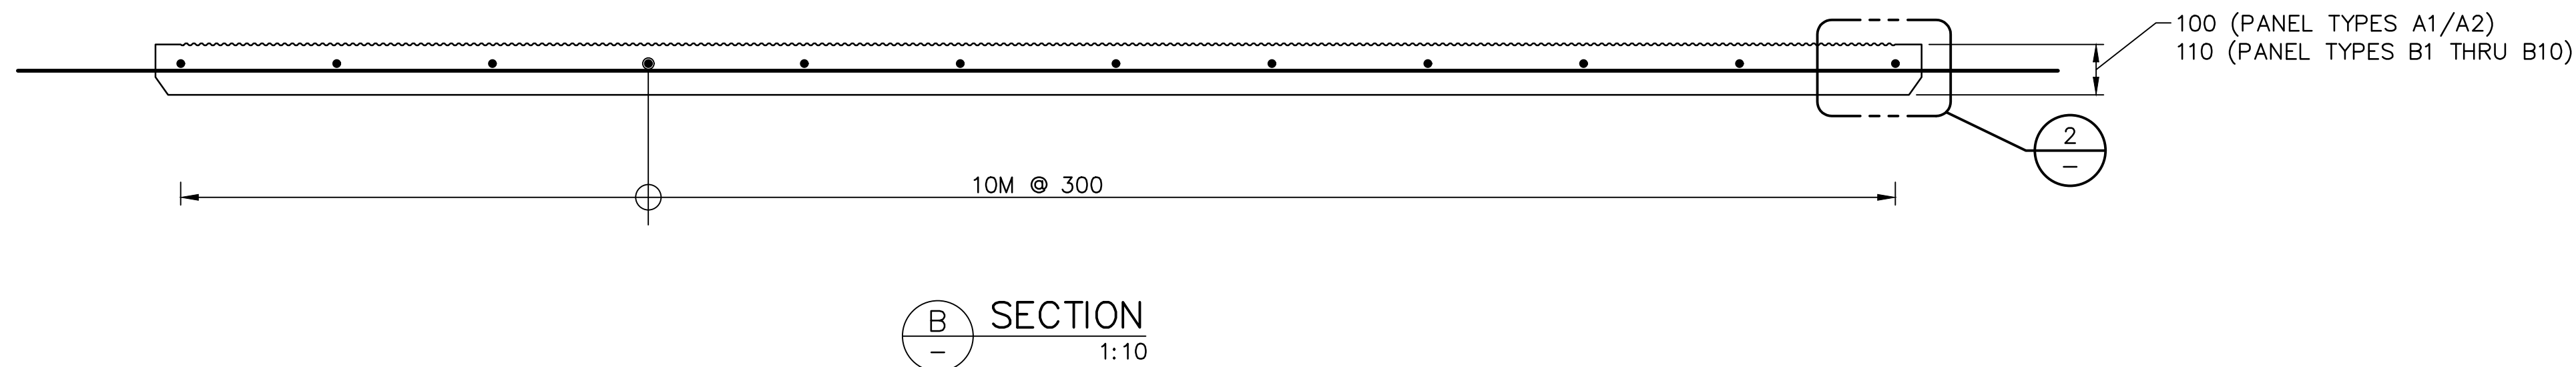 100 (PANEL TYPES A1/A2)
110 (PANEL TYPES B1 THRU B10)
2
-
10M @ 300
B
-
SECTION
1:10